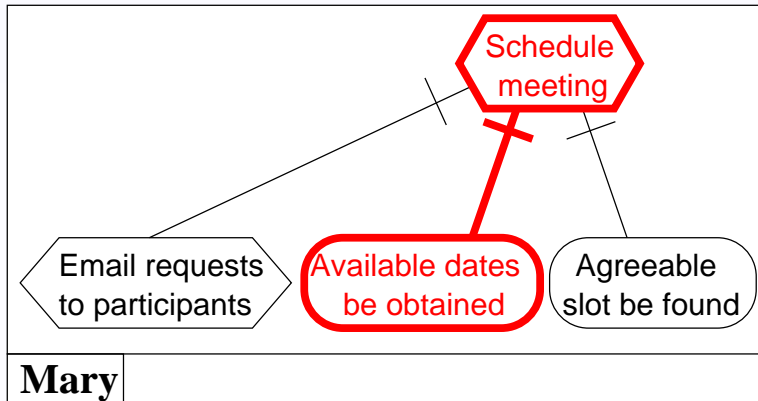 Schedule
meeting
Email requests
to participants
Available dates
be obtained
Agreeable
slot be found
Mary